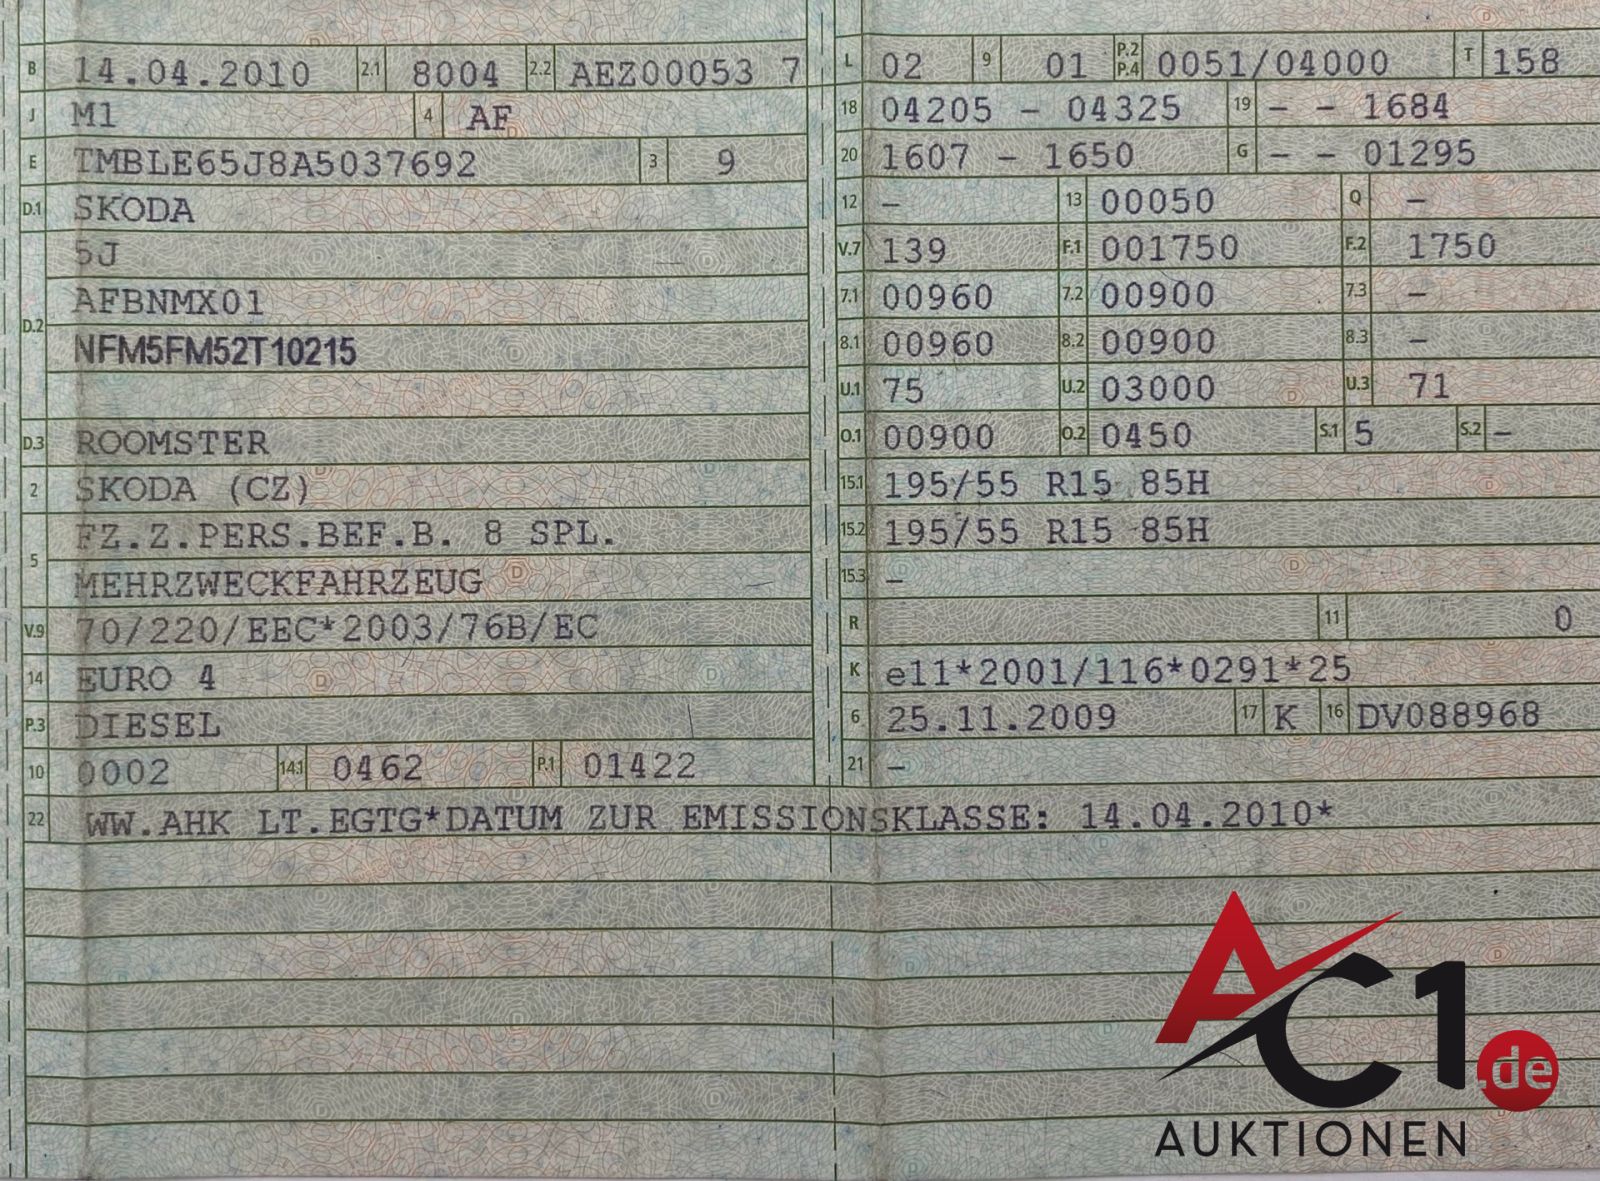 B 14.04.2010 2.1 8004 2.2 AEZ00053 7
J M1 4 AF
E TMBLE65J8A5037692 3 9
D.1 SKODA
5J
D.2 AFBNMX01
NFM5FM52T10215
D.3 ROOMSTER
2 SKODA (CZ)
5 FZ.Z.PERS.BEF.B. 8 SPL.
MEHRZWECKFAHRZEUG
V.9 70/220/EEC*2003/76B/EC
14 EURO 4
P.3 DIESEL
10 0002 14.1 0462 P.1 01422
L 02 9 01 P.2 P.4 0051/04000 T 158
18 04205 - 04325 19 - - 1684
20 1607 - 1650 G - - 01295
12 - 13 00050 Q -
V.7 139 F.1 001750 F.2 1750
7.1 00960 7.2 00900 7.3 -
8.1 00960 8.2 00900 8.3 -
U.1 75 U.2 03000 U.3 71
O.1 00900 O.2 0450 S.1 5 S.2 -
15.1 195/55 R15 85H
15.2 195/55 R15 85H
15.3 -
R 11 0
K e11*2001/116*0291*25
6 25.11.2009 17 K 16 DV088968
21 -
22 WW.AHK LT.EGTG*DATUM ZUR EMISSIONSKLASSE: 14.04.2010*
AC1.de
AUKTIONEN